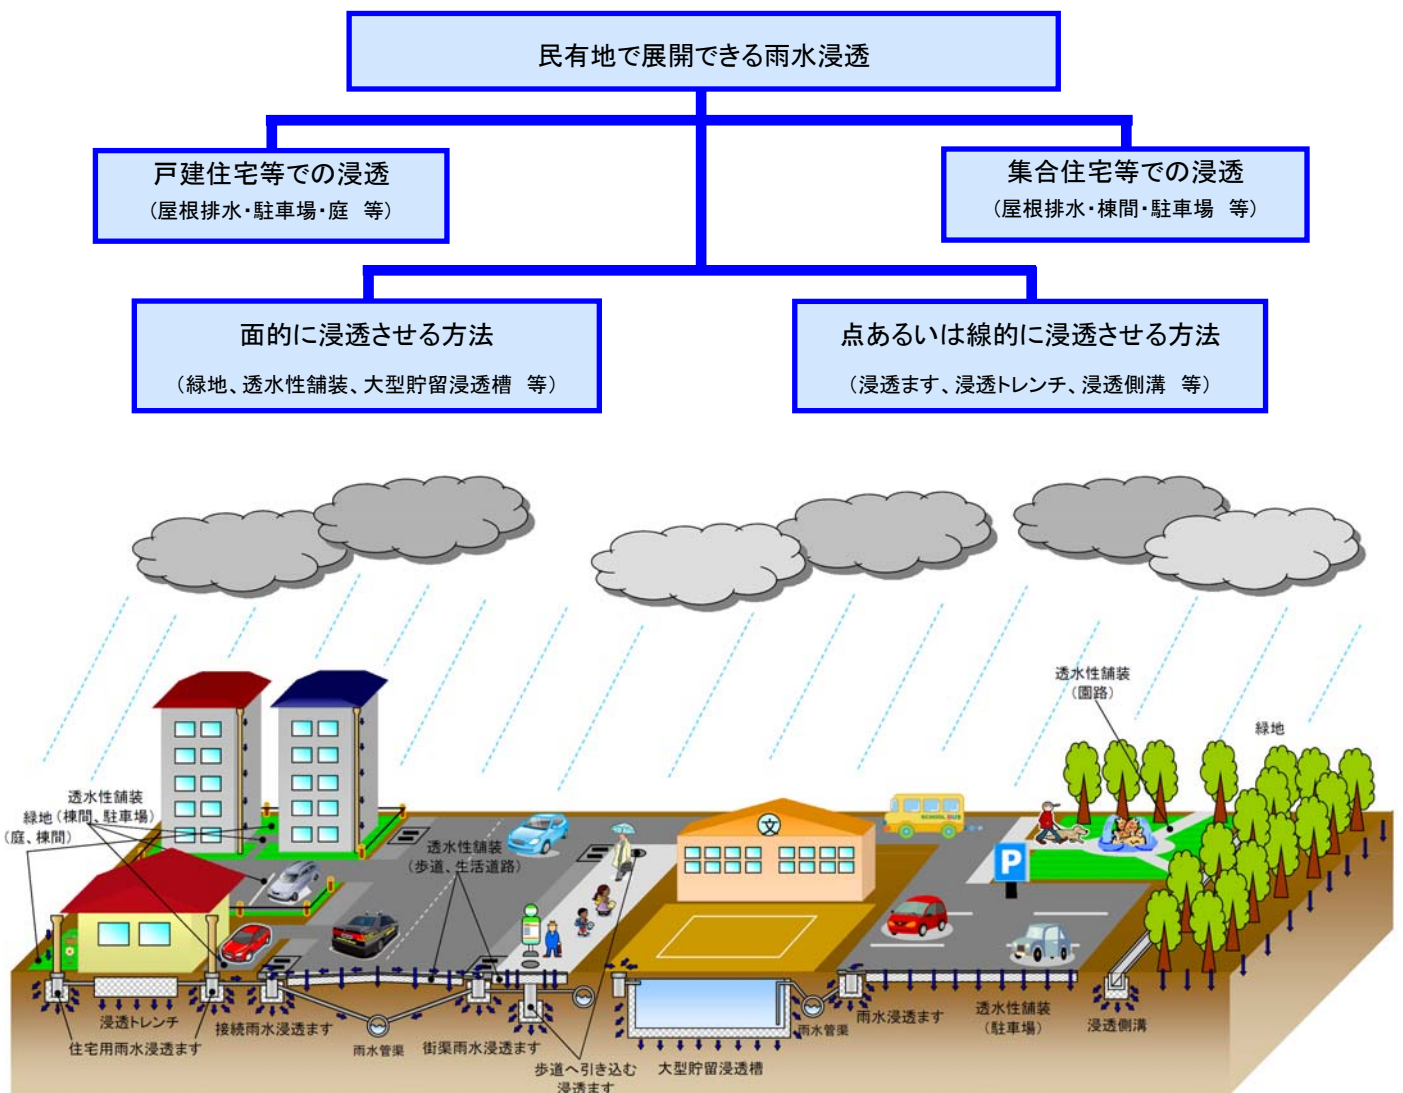 民有地で展開できる雨水浸透
戸建住宅等での浸透
（屋根排水・駐車場・庭　等）
集合住宅等での浸透
（屋根排水・棟間・駐車場　等）
面的に浸透させる方法
（緑地、透水性舗装、大型貯留浸透槽　等）
点あるいは線的に浸透させる方法
（浸透ます、浸透トレンチ、浸透側溝　等）
透水性舗装
（園路）
緑地
透水性舗装
（棟間、駐車場）
緑地
（庭、棟間）
透水性舗装
（歩道、生活道路）
文
SCHOOL BUS
P
浸透トレンチ
住宅用雨水浸透ます
接続雨水浸透ます
雨水管渠
街渠雨水浸透ます
歩道へ引き込む
浸透ます
大型貯留浸透槽
雨水管渠
雨水浸透ます
透水性舗装
（駐車場）
浸透側溝